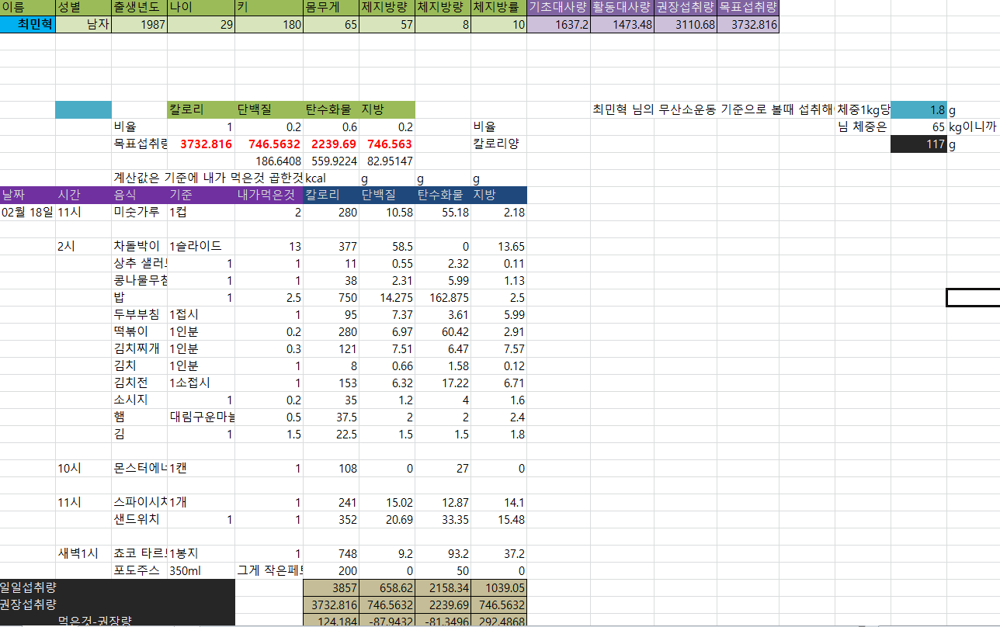 이름 성별 출생년도 나이 키 몸무게 제지방량 체지방량 체지방률 기초대사량 활동대사량 권장섭취량 목표섭취량
최민혁 남자 1987 29 180 65 57 8 10 1637.2 1473.48 3110.68 3732.816
칼로리 단백질 탄수화물 지방 최민혁 님의 무산소운동 기준으로 볼때 섭취해 체중1kg당 1.8 g
비율 1 0.2 0.6 0.2 비율 님 체중은 65 kg이니까
목표섭취량 3732.816 746.5632 2239.69 746.563 칼로리양 117 g
186.6408 559.9224 82.95147
계산값은 기준에 내가 먹은것 곱한것 kcal g g g
날짜 시간 음식 기준 내가먹은것 칼로리 단백질 탄수화물 지방
02월 18일 11시 미숫가루 1컵 2 280 10.58 55.18 2.18
2시 차돌박이 1슬라이드 13 377 58.5 0 13.65
상추 샐러 1 1 11 0.55 2.32 0.11
콩나물무침 1 1 38 2.31 5.99 1.13
밥 1 2.5 750 14.275 162.875 2.5
두부부침 1접시 1 95 7.37 3.61 5.99
떡볶이 1인분 0.2 280 6.97 60.42 2.91
김치찌개 1인분 0.3 121 7.51 6.47 7.57
김치 1인분 1 8 0.66 1.58 0.12
김치전 1소접시 1 153 6.32 17.22 6.71
소시지 1 0.2 35 1.2 4 1.6
햄 대림구운마늘 0.5 37.5 2 2 2.4
김 1 1.5 22.5 1.5 1.5 1.8
10시 몬스터에너 1캔 1 108 0 27 0
11시 스파이시치 1개 1 241 15.02 12.87 14.1
샌드위치 1 1 352 20.69 33.35 15.48
새벽1시 쵸코 타르 1봉지 1 748 9.2 93.2 37.2
포도주스 350ml 그게 작은페트 200 0 50 0
일일섭취량 3857 658.62 2158.34 1039.05
권장섭취량 3732.816 746.5632 2239.69 746.5632
먹은것-권장량 124.184 -87.9432 -81.3496 292.4868